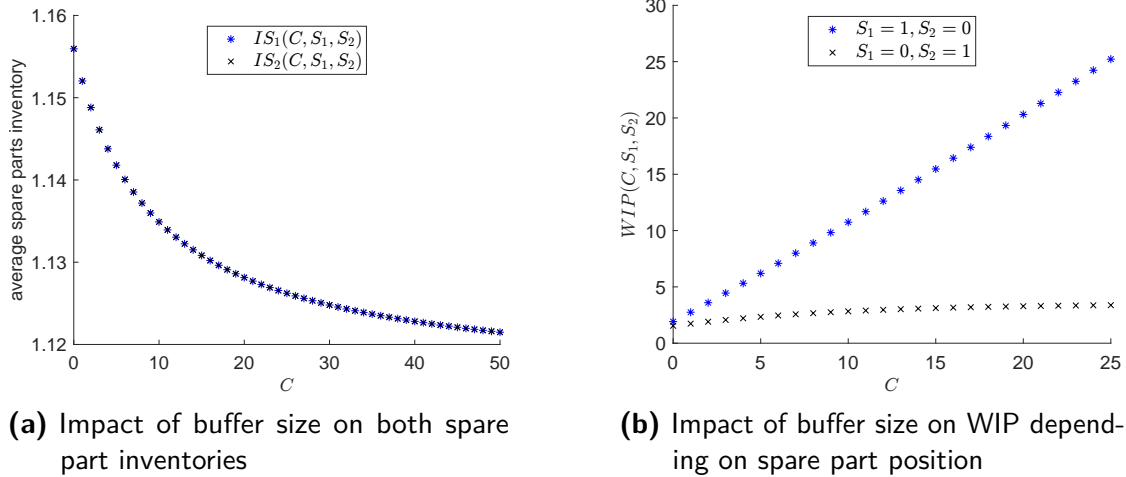 1.16
1.15
1.14
1.13
1.12
0
10
20
30
40
50
average spare parts inventory
C
IS₁(C, S₁, S₂)
IS₂(C, S₁, S₂)
(a) Impact of buffer size on both spare
part inventories
30
25
20
15
10
5
0
0
5
10
15
20
25
WIP(C, S₁, S₂)
C
S₁ = 1, S₂ = 0
S₁ = 0, S₂ = 1
(b) Impact of buffer size on WIP depend-
ing on spare part position